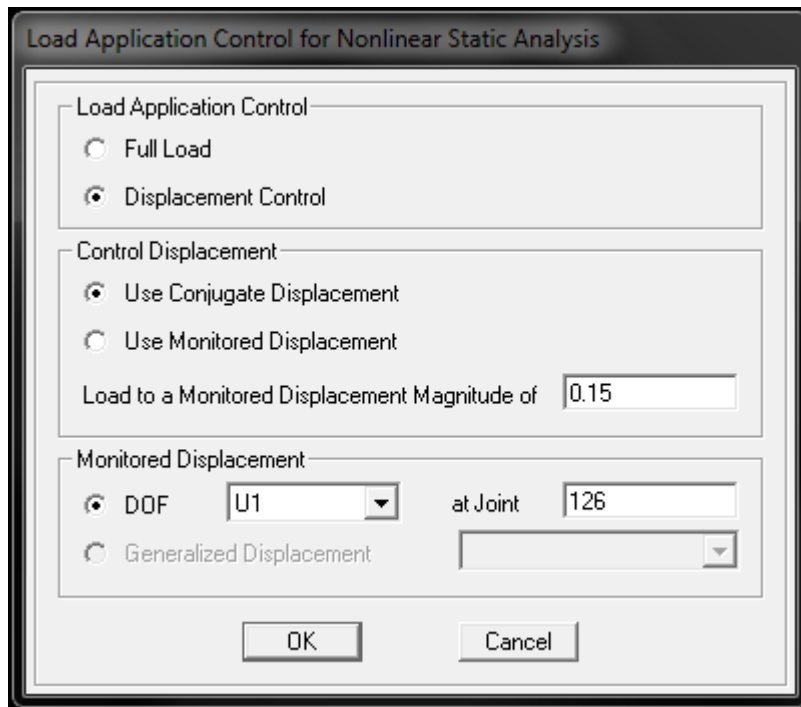 Load Application Control for Nonlinear Static Analysis
Load Application Control
Full Load
Displacement Control
Control Displacement
Use Conjugate Displacement
Use Monitored Displacement
Load to a Monitored Displacement Magnitude of 0.15
Monitored Displacement
DOF U1 at Joint 126
Generalized Displacement
OK Cancel